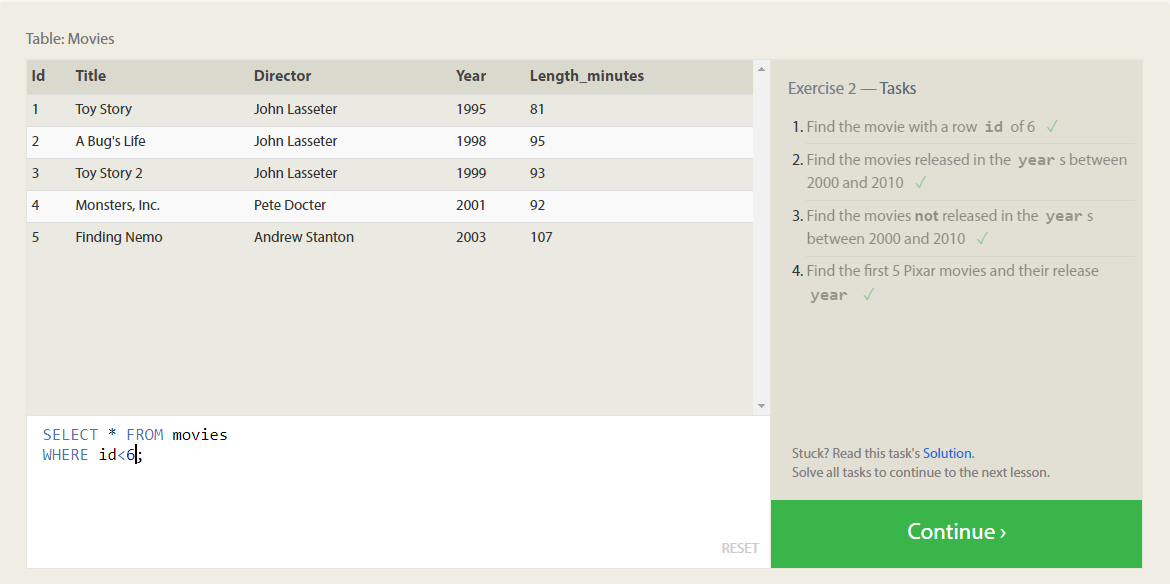 Table: Movies
Id Title Director Year Length_minutes
1 Toy Story John Lasseter 1995 81
2 A Bug's Life John Lasseter 1998 95
3 Toy Story 2 John Lasseter 1999 93
4 Monsters, Inc. Pete Docter 2001 92
5 Finding Nemo Andrew Stanton 2003 107
SELECT * FROM movies
WHERE id<6;
RESET
Exercise 2 — Tasks
1. Find the movie with a row id of 6 ✓
2. Find the movies released in the year s between
2000 and 2010 ✓
3. Find the movies not released in the year s
between 2000 and 2010 ✓
4. Find the first 5 Pixar movies and their release
year ✓
Stuck? Read this task's Solution.
Solve all tasks to continue to the next lesson.
Continue ›